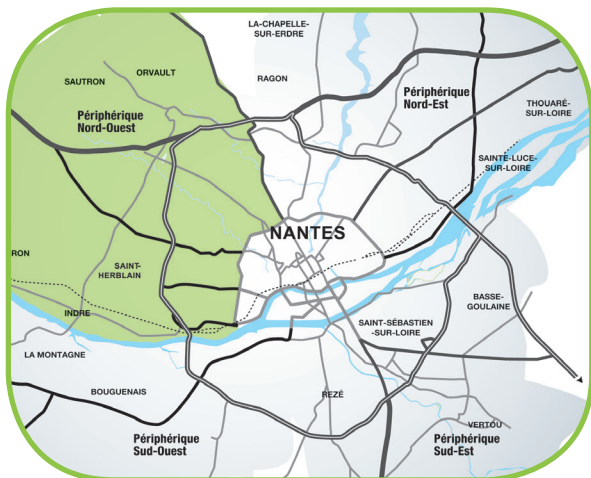 LA-CHAPELLE-
SUR-ERDRE
ORVAULT
SAUTRON
RAGON
Périphérique
Nord-Ouest
Périphérique
Nord-Est
THOUARÉ-
SUR-LOIRE
SAINTE-LUCE-
SUR-LOIRE
NANTES
RON
SAINT-
HERBLAIN
INDRE
BASSE-
GOULAINE
SAINT-SÉBASTIEN
-SUR-LOIRE
LA MONTAGNE
BOUGUENAIS
REZÉ
VERTOU
Périphérique
Sud-Ouest
Périphérique
Sud-Est